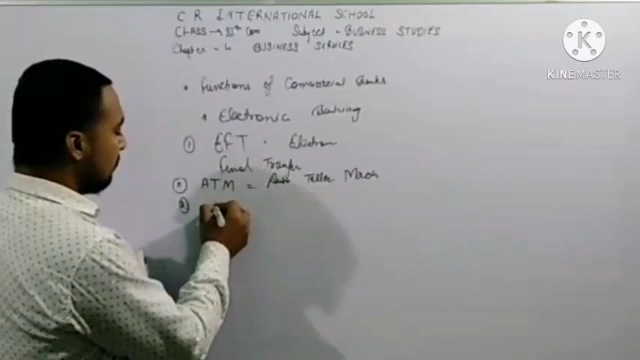 C R INTERNATIONAL SCHOOL
CLASS → XIth Com Subject - BUSINESS STUDIES
Chapter - 4 BUSINESS SERVICES
* Functions of Commercial Banks
* Electronic Banking
① EFT - Electron
Fund Transfer
② ATM = Auto Teller Mach
KINEMASTER